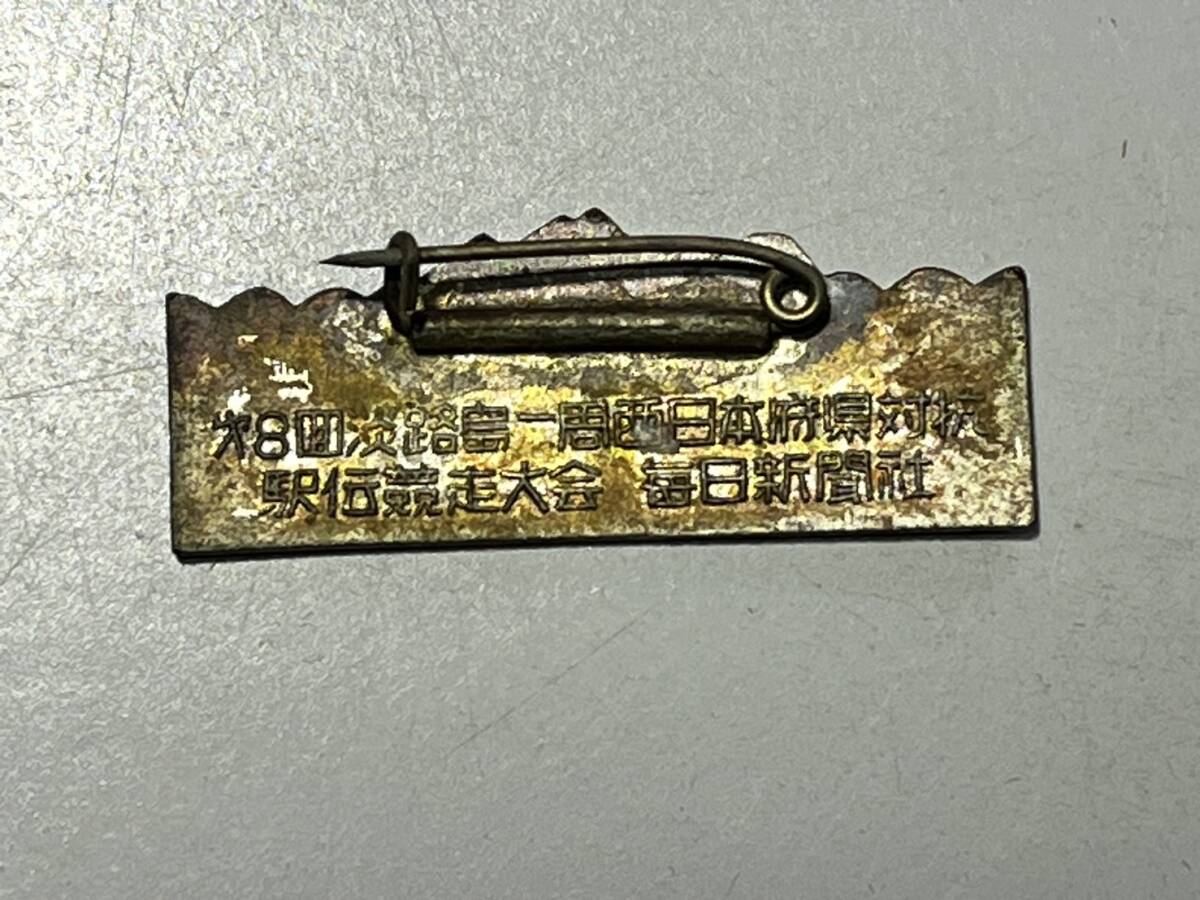 才8回淡路島一周西日本府県対抗
駅伝競走大会 毎日新聞社